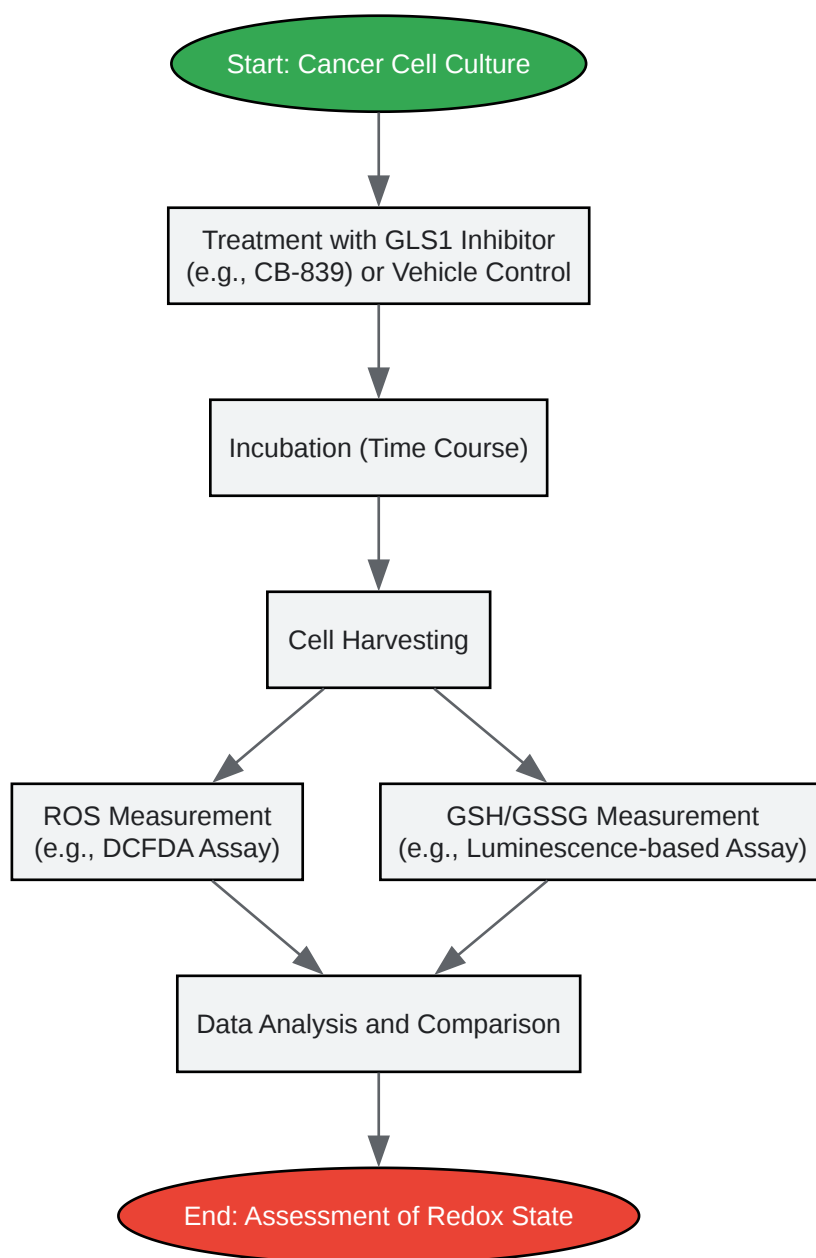 Start: Cancer Cell Culture
Treatment with GLS1 Inhibitor
(e.g., CB-839) or Vehicle Control
Incubation (Time Course)
Cell Harvesting
ROS Measurement
(e.g., DCFDA Assay)
GSH/GSSG Measurement
(e.g., Luminescence-based Assay)
Data Analysis and Comparison
End: Assessment of Redox State